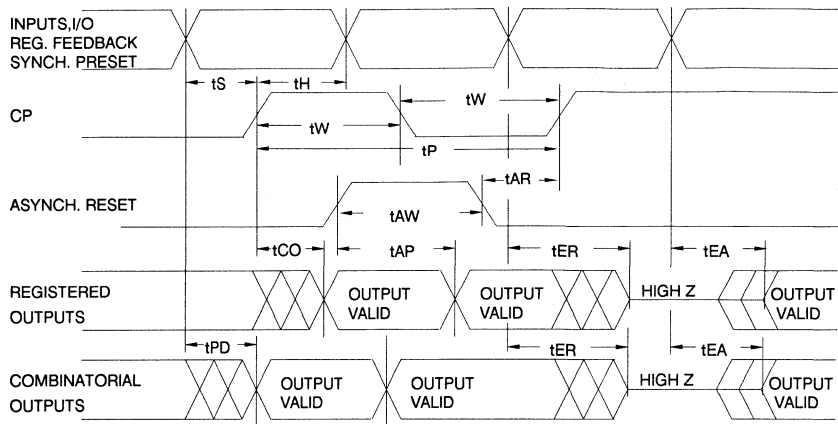 INPUTS,I/O
REG. FEEDBACK
SYNCH. PRESET
tS
tH
tW
CP
tW
tP
tAR
ASYNCH. RESET
tAW
tCO
tAP
tER
tEA
REGISTERED
OUTPUTS
OUTPUT
VALID
OUTPUT
VALID
HIGH Z
OUTPUT
VALID
tPD
tER
tEA
COMBINATORIAL
OUTPUTS
OUTPUT
VALID
OUTPUT
VALID
HIGH Z
OUTPUT
VALID